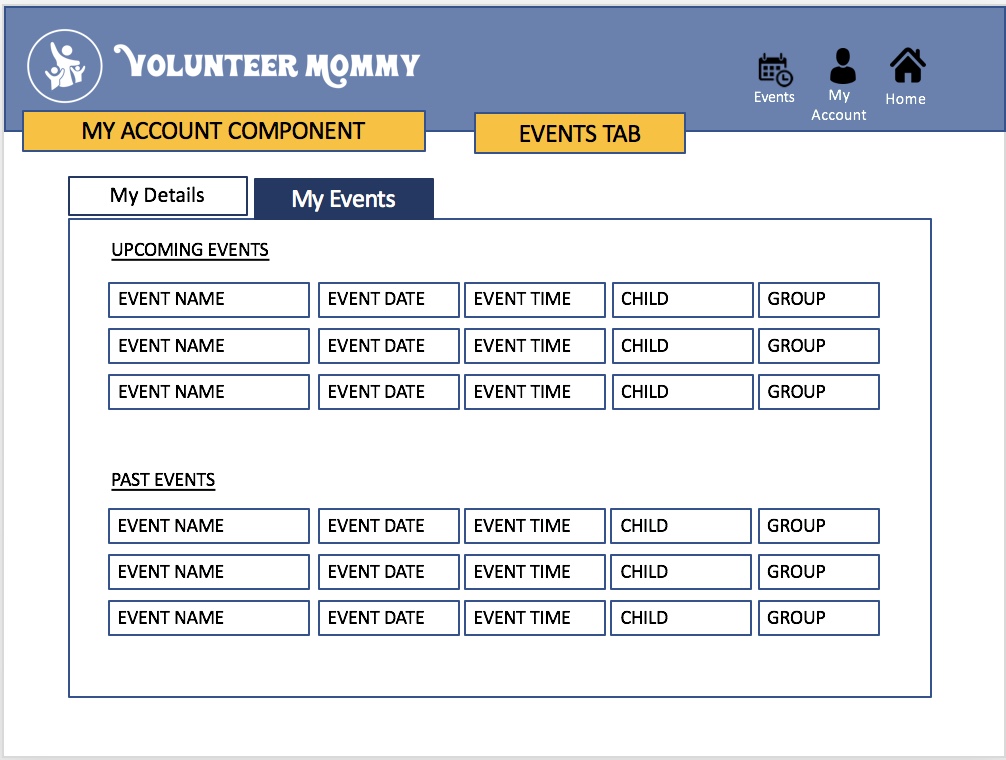 VOLUNTEER MOMMY
Events
My
Account
Home
MY ACCOUNT COMPONENT
EVENTS TAB
My Details
My Events
UPCOMING EVENTS
EVENT NAME EVENT DATE EVENT TIME CHILD GROUP
EVENT NAME EVENT DATE EVENT TIME CHILD GROUP
EVENT NAME EVENT DATE EVENT TIME CHILD GROUP
PAST EVENTS
EVENT NAME EVENT DATE EVENT TIME CHILD GROUP
EVENT NAME EVENT DATE EVENT TIME CHILD GROUP
EVENT NAME EVENT DATE EVENT TIME CHILD GROUP